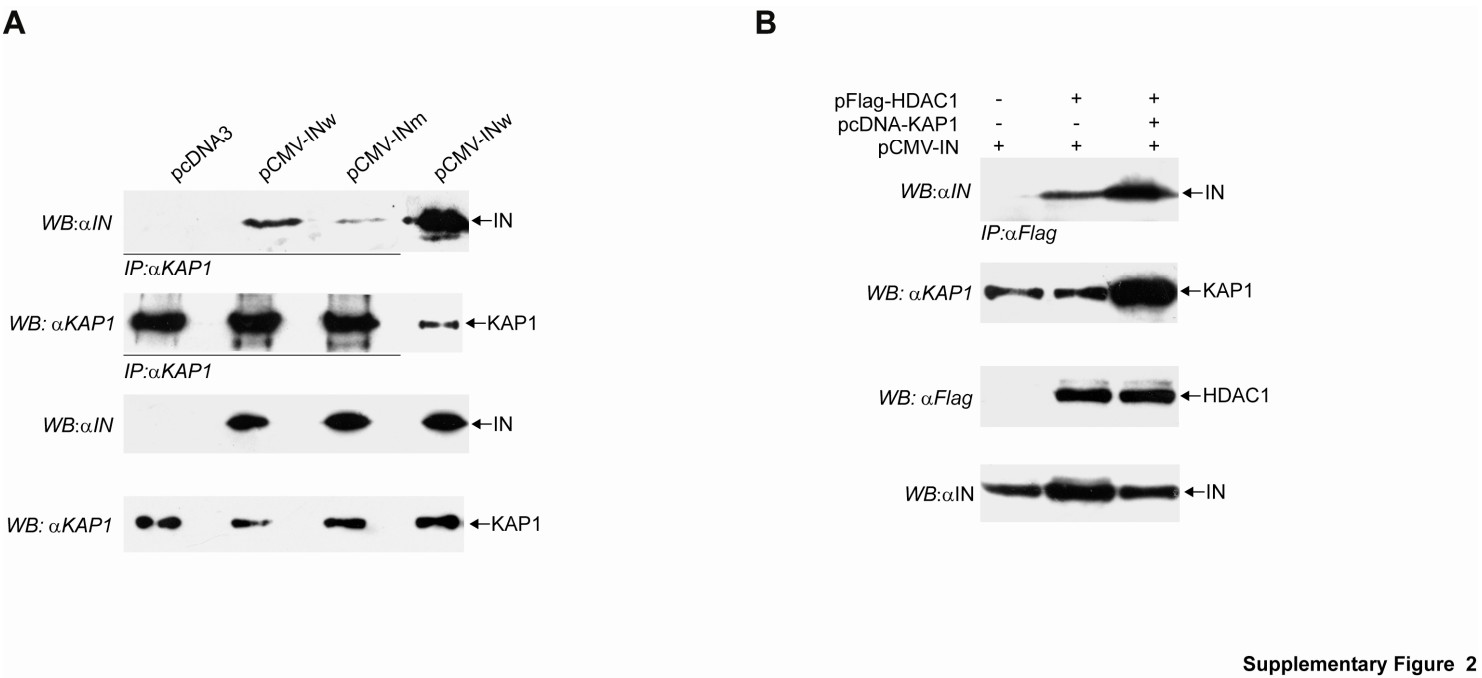 A
pcDNA3 pCMV-INw pCMV-INm pCMV-INw
WB:αIN IN
IP:αKAP1
WB: αKAP1 KAP1
IP:αKAP1
WB:αIN IN
WB: αKAP1 KAP1
B
pFlag-HDAC1 - + +
pcDNA-KAP1 - - +
pCMV-IN + + +
WB:αIN IN
IP:αFlag
WB: αKAP1 KAP1
WB: αFlag HDAC1
WB:αIN IN
Supplementary Figure 2